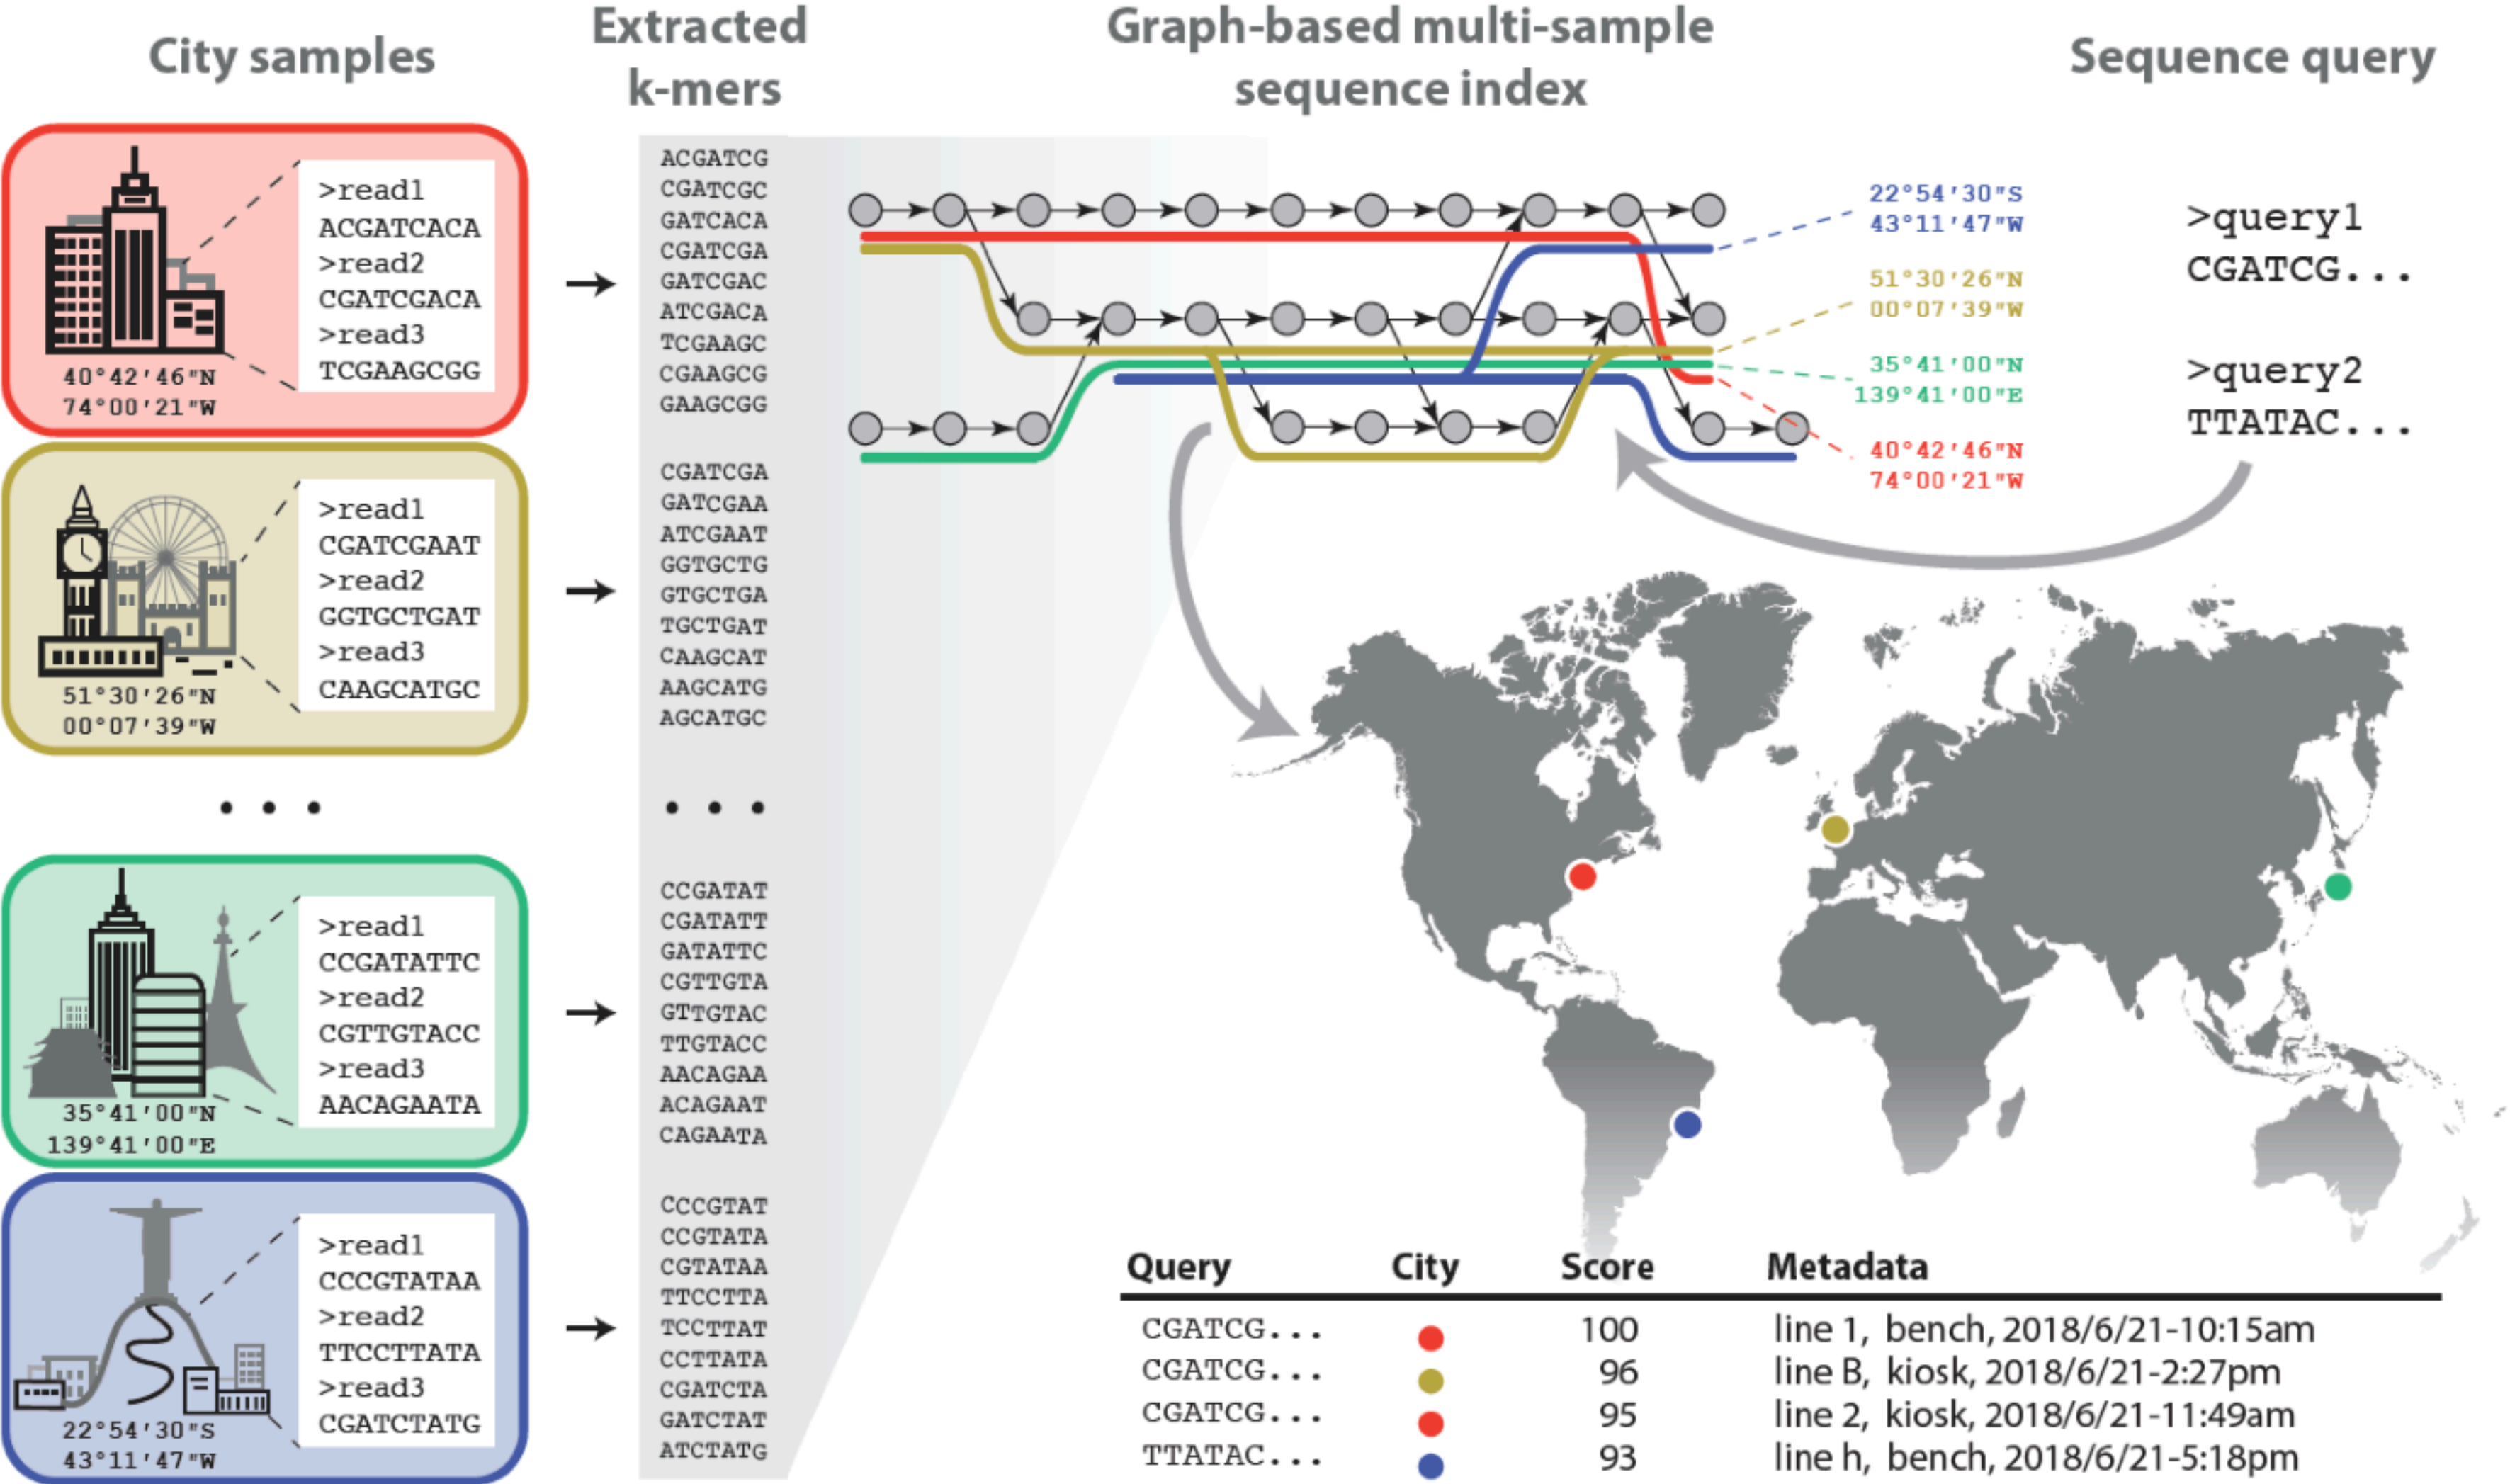 City samples
Extracted
k-mers
Graph-based multi-sample
sequence index
Sequence query
>read1
ACGATCACA
>read2
CGATCGACA
>read3
TCGAAGCGG
40°42'46"N
74°00'21"W
>read1
CGATCGAAT
>read2
GGTGCTGAT
>read3
CAAGCATGC
51°30'26"N
00°07'39"W
. . .
>read1
CCGATATTC
>read2
CGTTGTACC
>read3
AACAGAATA
35°41'00"N
139°41'00"E
>read1
CCCGTATAA
>read2
TTCCTTATA
>read3
CGATCTATG
22°54'30"S
43°11'47"W
ACGATCG
CGATCGC
GATCACA
CGATCGA
GATCGAC
ATCGACA
TCGAAGC
CGAAGCG
GAAGCGG
CGATCGA
GATCGAA
ATCGAAT
GGTGCTG
GTGCTGA
TGCTGAT
CAAGCAT
AAGCATG
AGCATGC
. . .
CCGATAT
CGATATT
GATATTC
CGTTGTA
GTTGTAC
TTGTACC
AACAGAA
ACAGAAT
CAGAATA
CCCGTAT
CCGTATA
CGTATAA
TTCCTTA
TCCTTAT
CCTTATA
CGATCTA
GATCTAT
ATCTATG
22°54'30"S
43°11'47"W
51°30'26"N
00°07'39"W
35°41'00"N
139°41'00"E
40°42'46"N
74°00'21"W
>query1
CGATCG...
>query2
TTATAC...
Query City Score Metadata
CGATCG... 100 line 1, bench, 2018/6/21-10:15am
CGATCG... 96 line B, kiosk, 2018/6/21-2:27pm
CGATCG... 95 line 2, kiosk, 2018/6/21-11:49am
TTATAC... 93 line h, bench, 2018/6/21-5:18pm